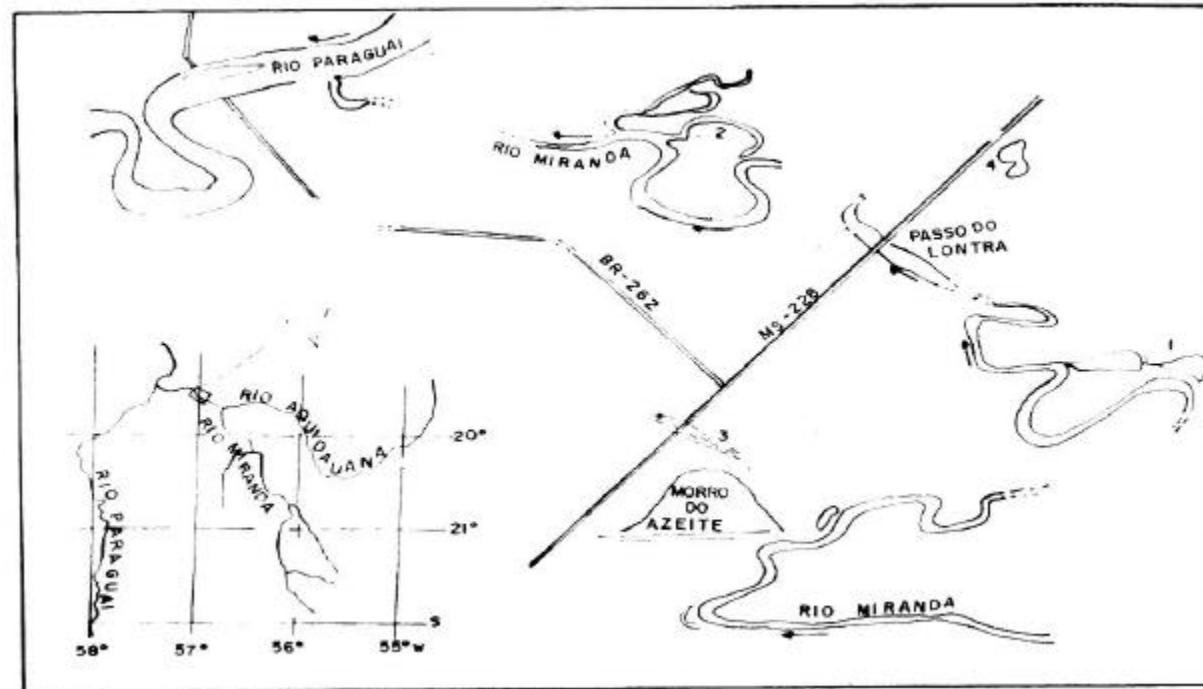 RIO PARAGUAI
RIO MIRANDA
2
4
PASSO DO
LONTRA
BR-262
MS-228
1
3
MORRO
DO
AZEITE
RIO MIRANDA
RIO AQUIDAUANA
RIO MIRANDA
RIO PARAGUAI
20°
21°
S
58°
57°
56°
55°W